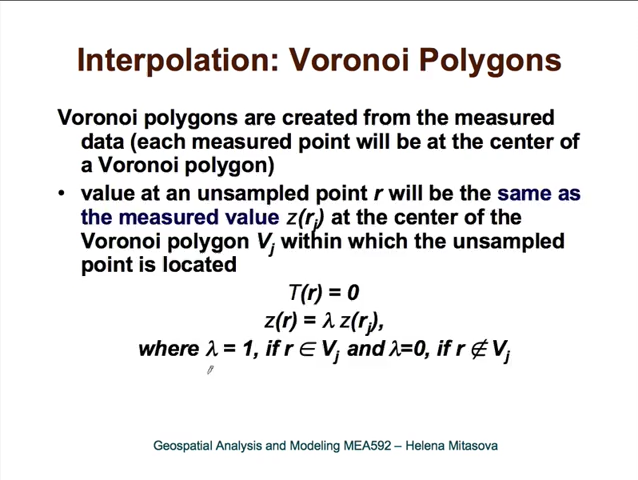 Interpolation: Voronoi Polygons
Voronoi polygons are created from the measured
data (each measured point will be at the center of
a Voronoi polygon)
• value at an unsampled point r will be the same as
the measured value z(rj) at the center of the
Voronoi polygon Vj within which the unsampled
point is located
T(r) = 0
z(r) = λ z(rj),
where λ = 1, if r ∈ Vj and λ=0, if r ∉ Vj
Geospatial Analysis and Modeling MEA592 – Helena Mitasova